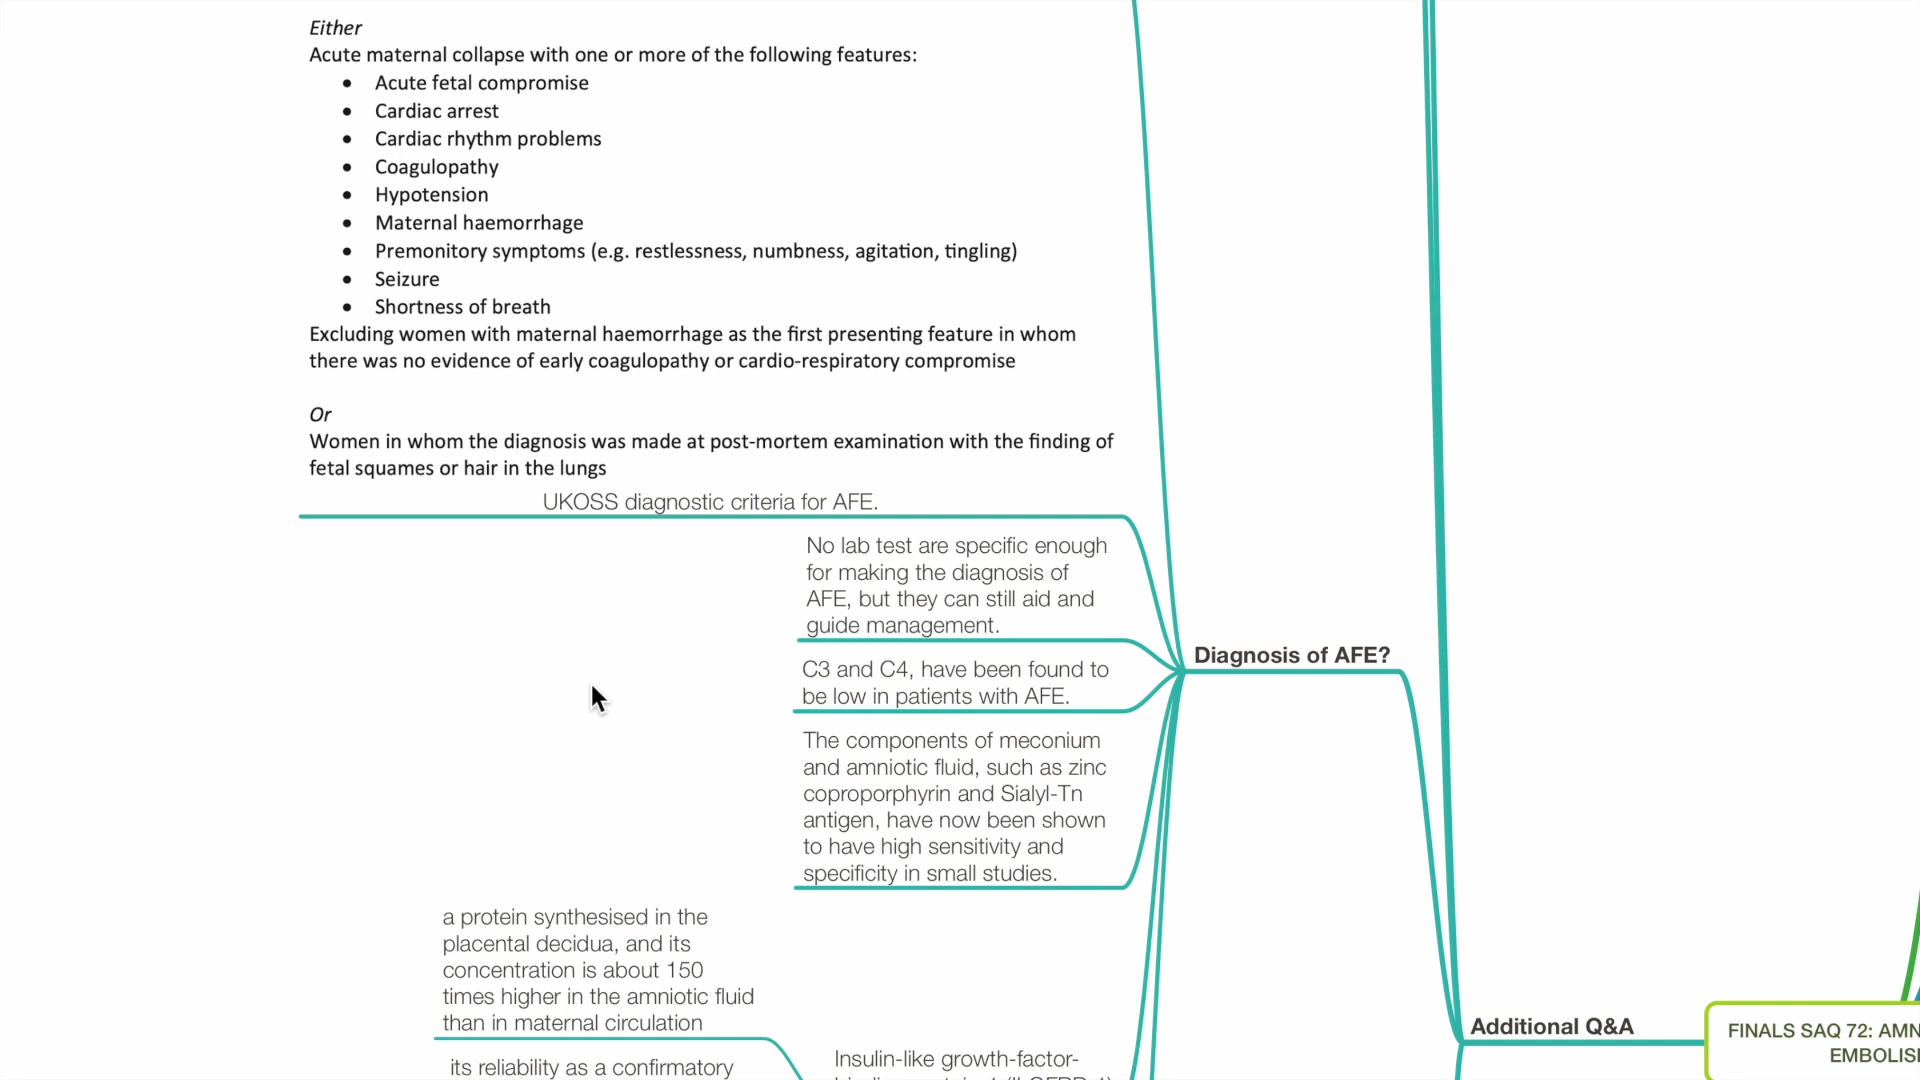 Either
Acute maternal collapse with one or more of the following features:
• Acute fetal compromise
• Cardiac arrest
• Cardiac rhythm problems
• Coagulopathy
• Hypotension
• Maternal haemorrhage
• Premonitory symptoms (e.g. restlessness, numbness, agitation, tingling)
• Seizure
• Shortness of breath
Excluding women with maternal haemorrhage as the first presenting feature in whom
there was no evidence of early coagulopathy or cardio-respiratory compromise
Or
Women in whom the diagnosis was made at post-mortem examination with the finding of
fetal squames or hair in the lungs
UKOSS diagnostic criteria for AFE.
No lab test are specific enough
for making the diagnosis of
AFE, but they can still aid and
guide management.
C3 and C4, have been found to
be low in patients with AFE.
The components of meconium
and amniotic fluid, such as zinc
coproporphyrin and Sialyl-Tn
antigen, have now been shown
to have high sensitivity and
specificity in small studies.
a protein synthesised in the
placental decidua, and its
concentration is about 150
times higher in the amniotic fluid
than in maternal circulation
its reliability as a confirmatory
Insulin-like growth-factor-
Diagnosis of AFE?
Additional Q&A
FINALS SAQ 72: AMN
EMBOLIS